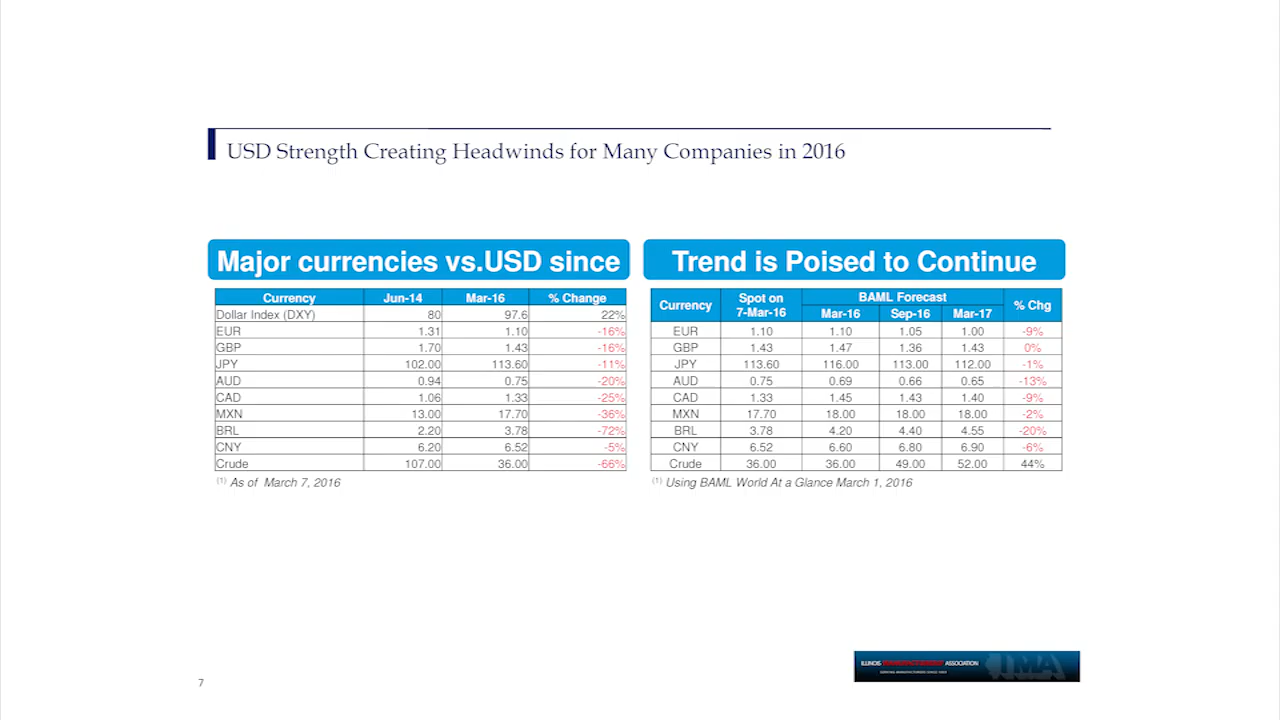 USD Strength Creating Headwinds for Many Companies in 2016
Major currencies vs.USD since
Currency Jun-14 Mar-16 % Change
Dollar Index (DXY) 80 97.6 22%
EUR 1.31 1.10 -16%
GBP 1.70 1.43 -16%
JPY 102.00 113.60 -11%
AUD 0.94 0.75 -20%
CAD 1.06 1.33 -25%
MXN 13.00 17.70 -36%
BRL 2.20 3.78 -72%
CNY 6.20 6.52 -5%
Crude 107.00 36.00 -66%
(1) As of March 7, 2016
Trend is Poised to Continue
Currency Spot on 7-Mar-16 BAML Forecast % Chg
Mar-16 Sep-16 Mar-17
EUR 1.10 1.10 1.05 1.00 -9%
GBP 1.43 1.47 1.36 1.43 0%
JPY 113.60 116.00 113.00 112.00 -1%
AUD 0.75 0.69 0.66 0.65 -13%
CAD 1.33 1.45 1.43 1.40 -9%
MXN 17.70 18.00 18.00 18.00 -2%
BRL 3.78 4.20 4.40 4.55 -20%
CNY 6.52 6.60 6.80 6.90 -6%
Crude 36.00 36.00 49.00 52.00 44%
(1) Using BAML World At a Glance March 1, 2016
ILLINOIS ASSOCIATION IMA
7